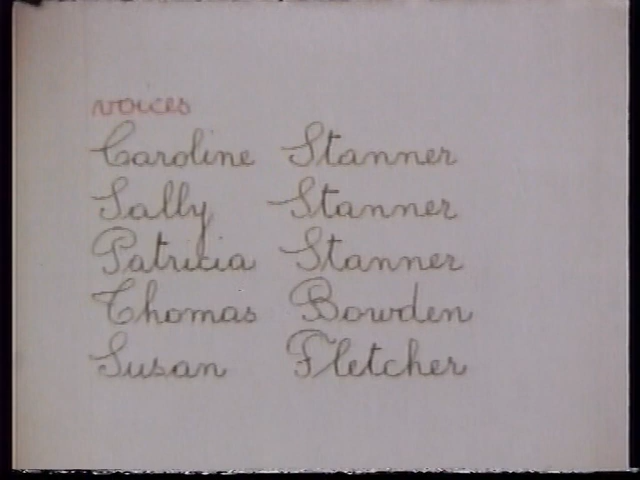 voices
Caroline Stanner
Sally Stanner
Patricia Stanner
Thomas Bowden
Susan Fletcher